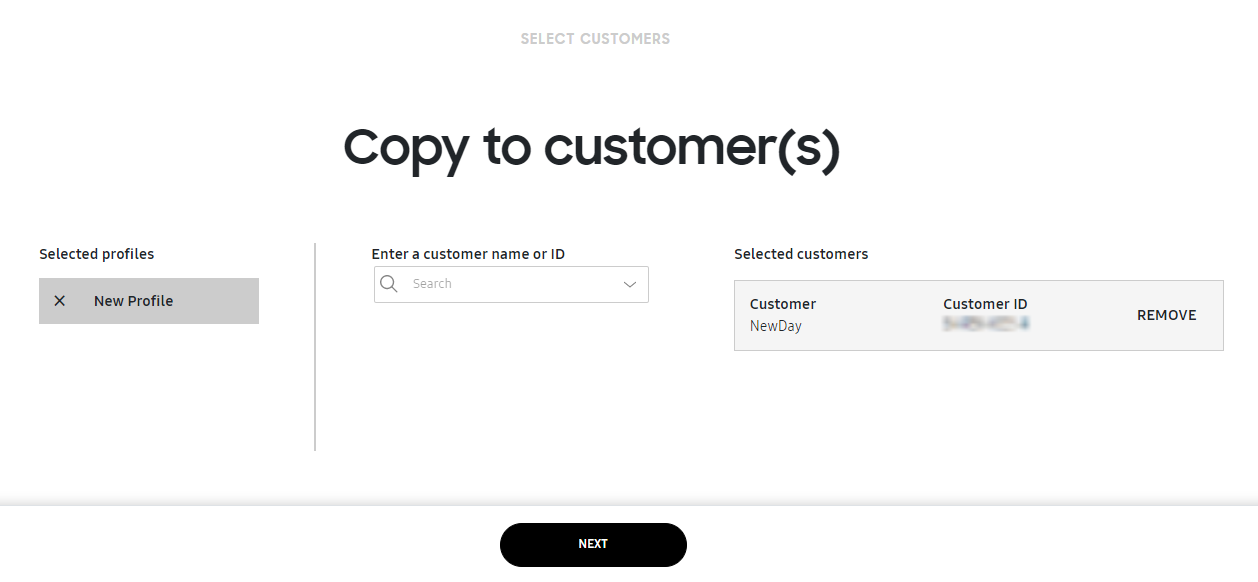 SELECT CUSTOMERS
Copy to customer(s)
Selected profiles
New Profile
Enter a customer name or ID
Search
Selected customers
Customer
NewDay
Customer ID
REMOVE
NEXT